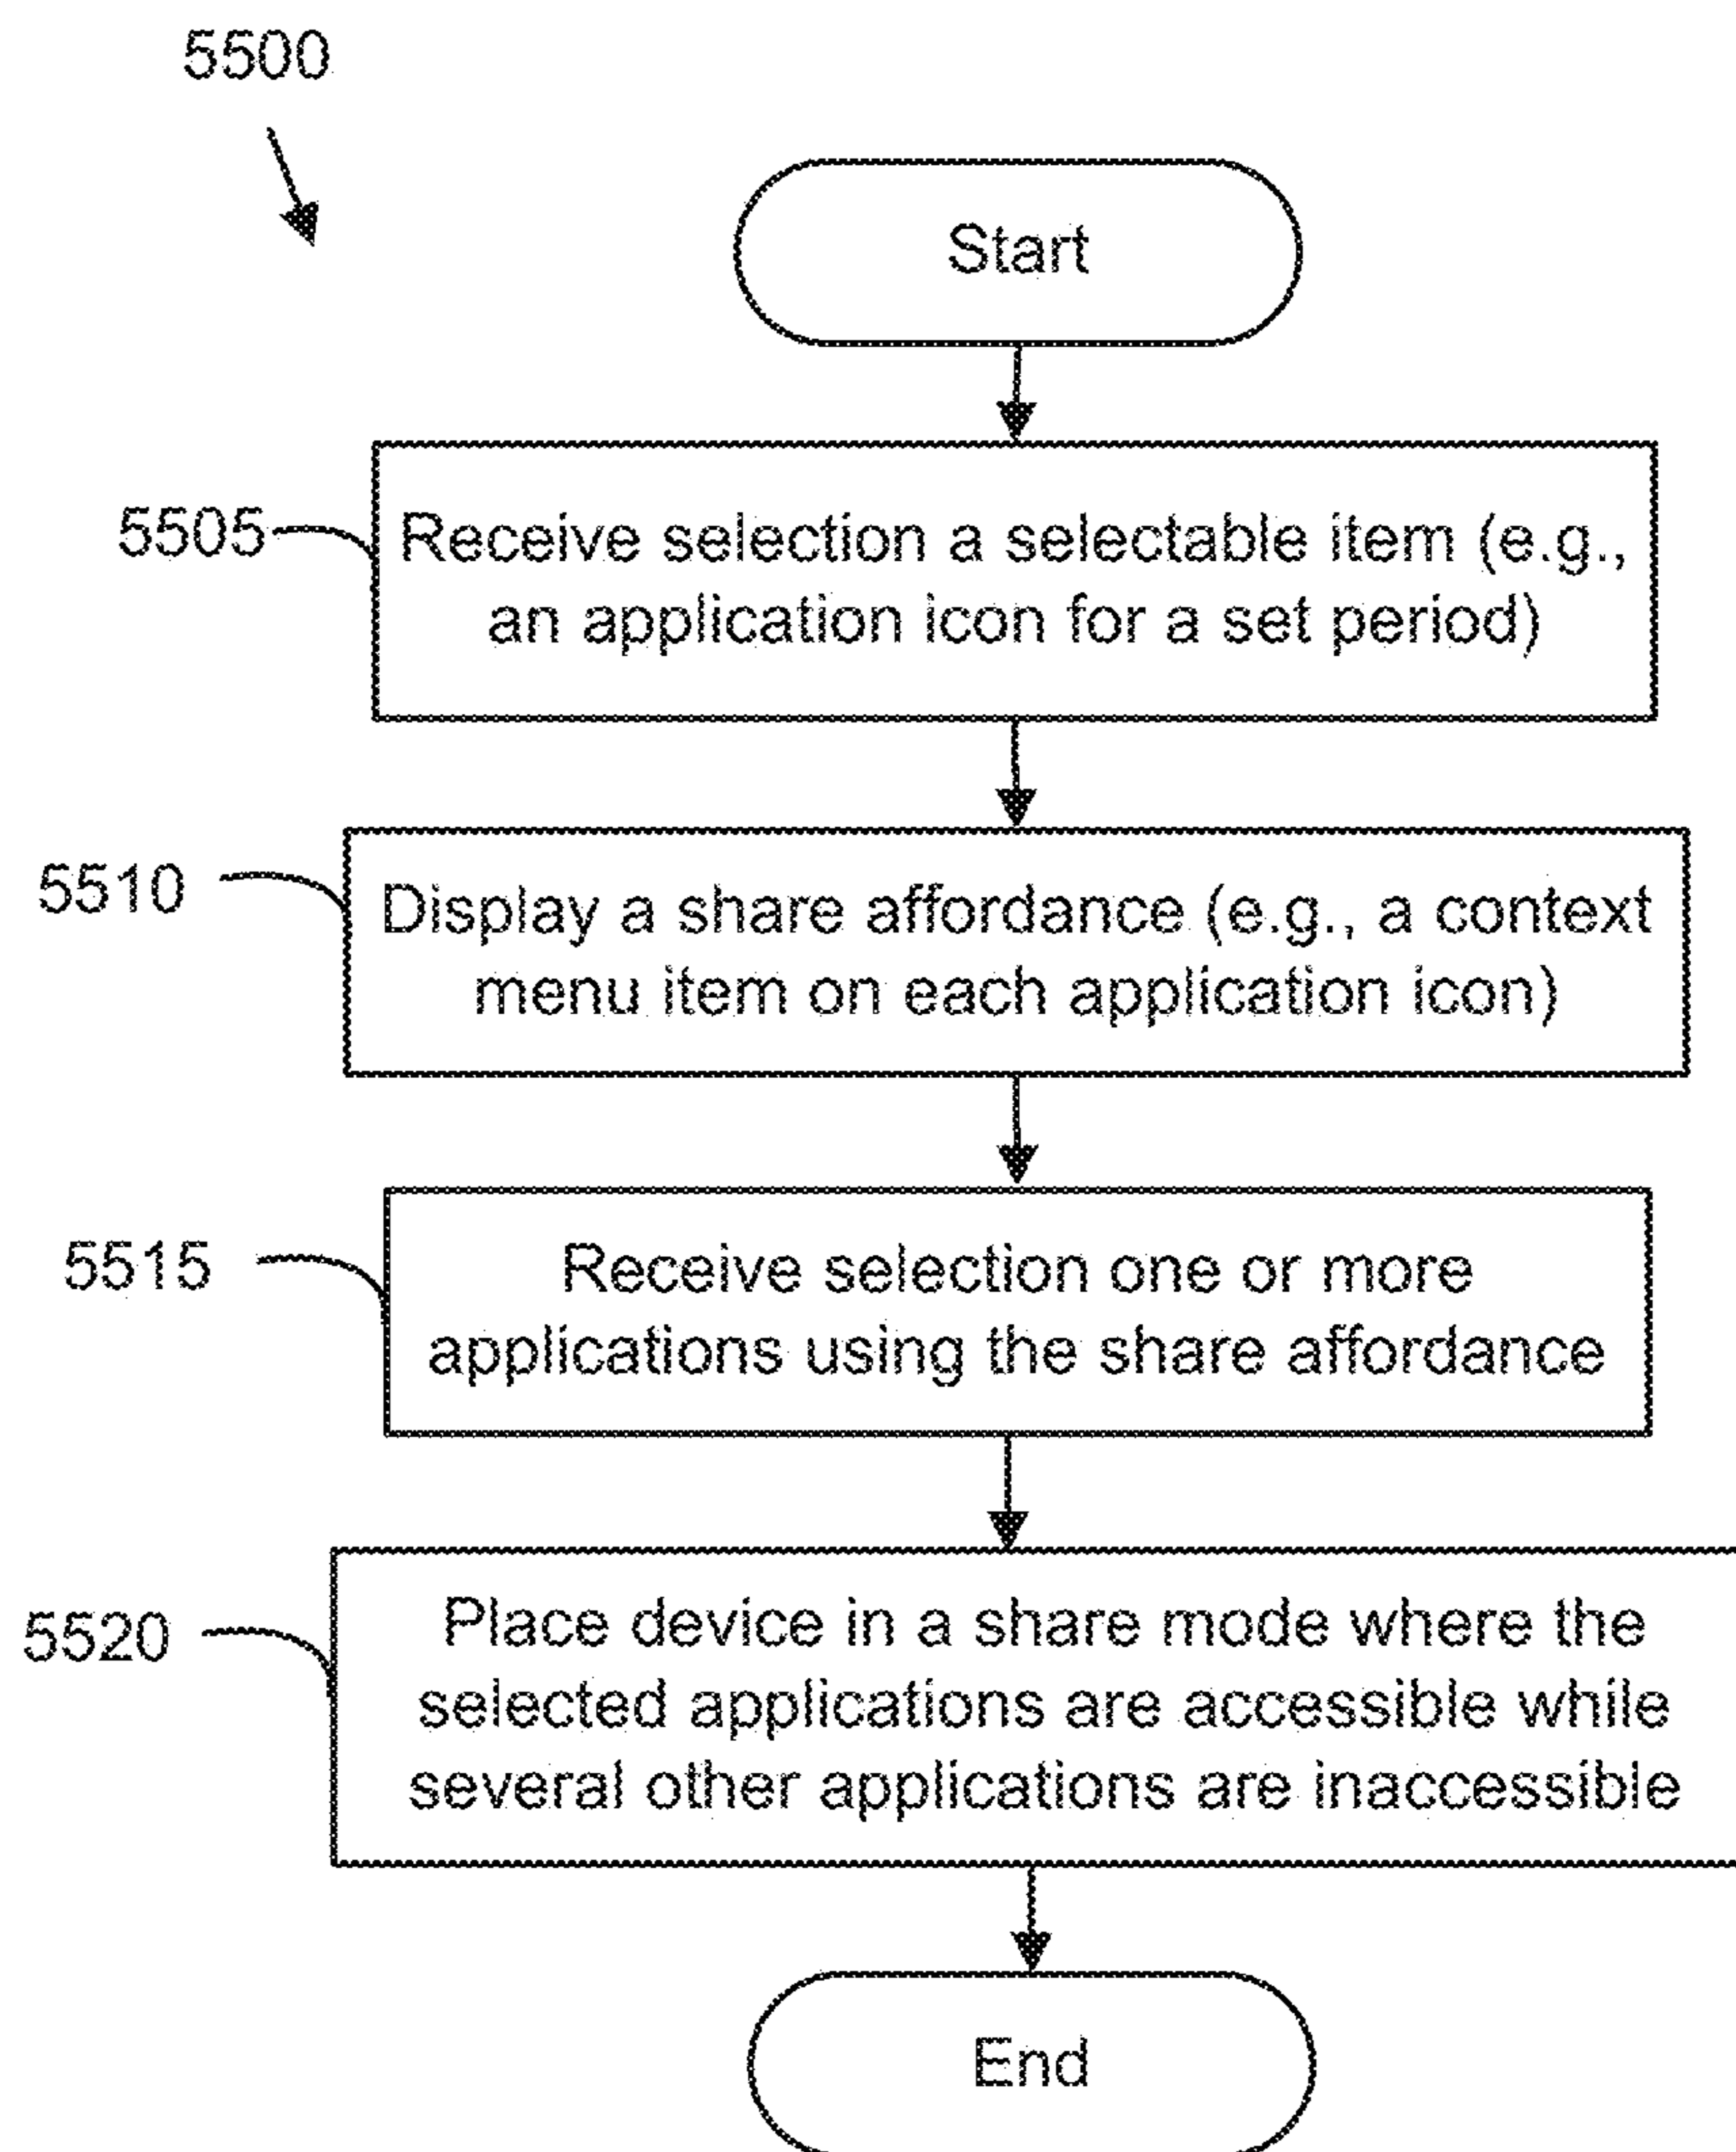 5500
Start
5505
Receive selection a selectable item (e.g.,
an application icon for a set period)
5510
Display a share affordance (e.g., a context
menu item on each application icon)
5515
Receive selection one or more
applications using the share affordance
5520
Place device in a share mode where the
selected applications are accessible while
several other applications are inaccessible
End